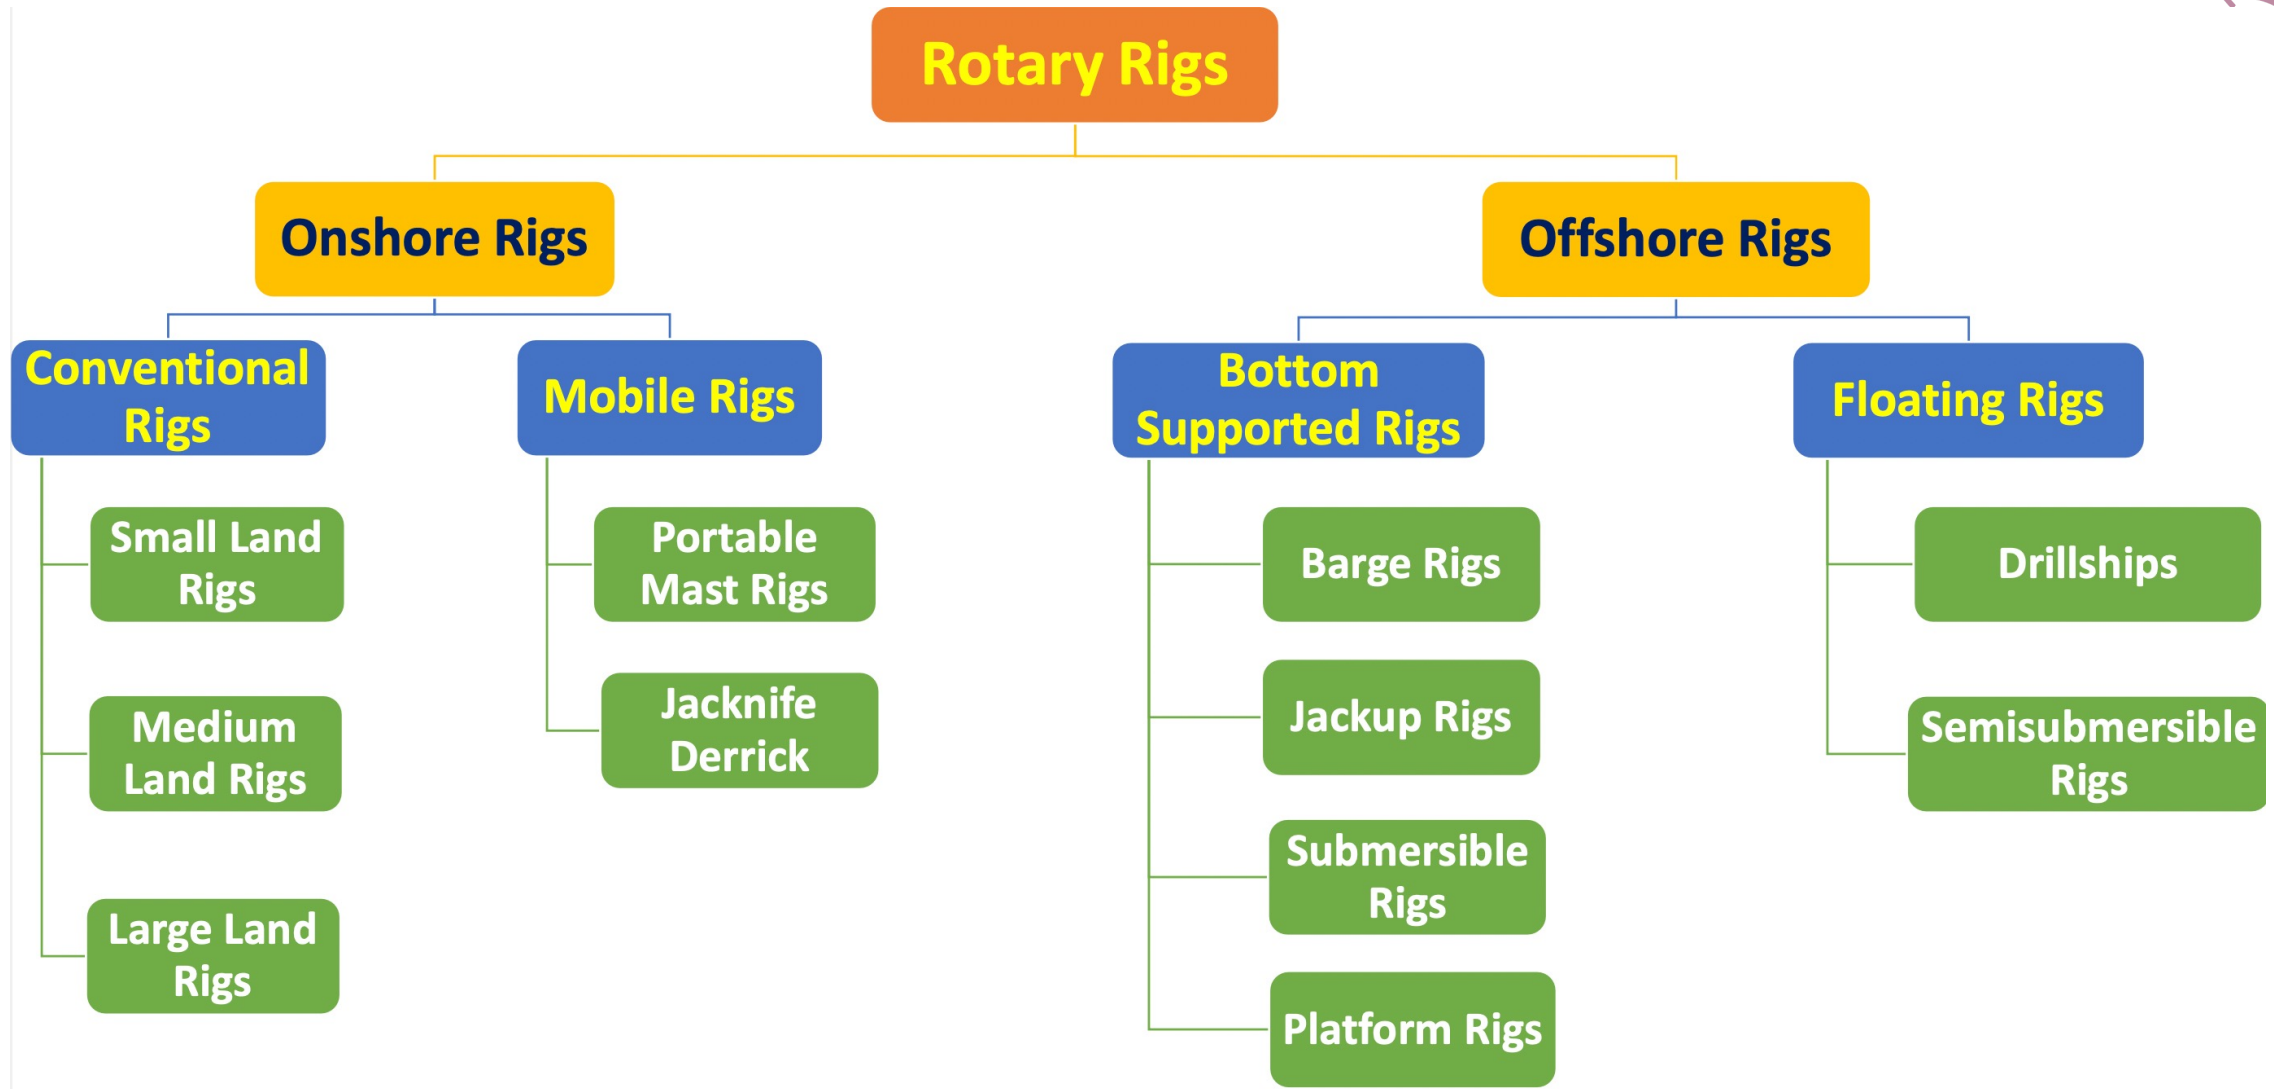 Rotary Rigs
Onshore Rigs
Offshore Rigs
Conventional
Rigs
Mobile Rigs
Bottom
Supported Rigs
Floating Rigs
Small Land
Rigs
Medium
Land Rigs
Large Land
Rigs
Portable
Mast Rigs
Jacknife
Derrick
Barge Rigs
Jackup Rigs
Submersible
Rigs
Platform Rigs
Drillships
Semisubmersible
Rigs